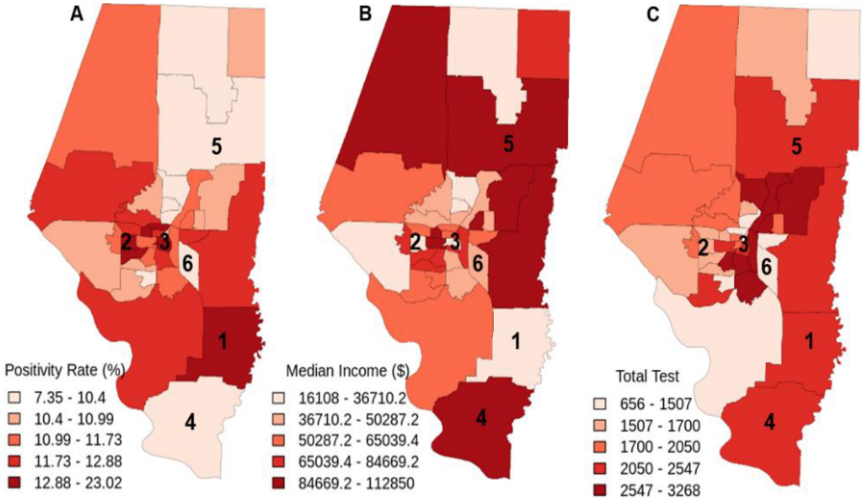 A
B
C
5
5
5
2
3
2
3
2
3
6
6
6
1
1
1
4
4
4
Positivity Rate (%)
7.35 - 10.4
10.4 - 10.99
10.99 - 11.73
11.73 - 12.88
12.88 - 23.02
Median Income ($)
16108 - 36710.2
36710.2 - 50287.2
50287.2 - 65039.4
65039.4 - 84669.2
84669.2 - 112850
Total Test
656 - 1507
1507 - 1700
1700 - 2050
2050 - 2547
2547 - 3268